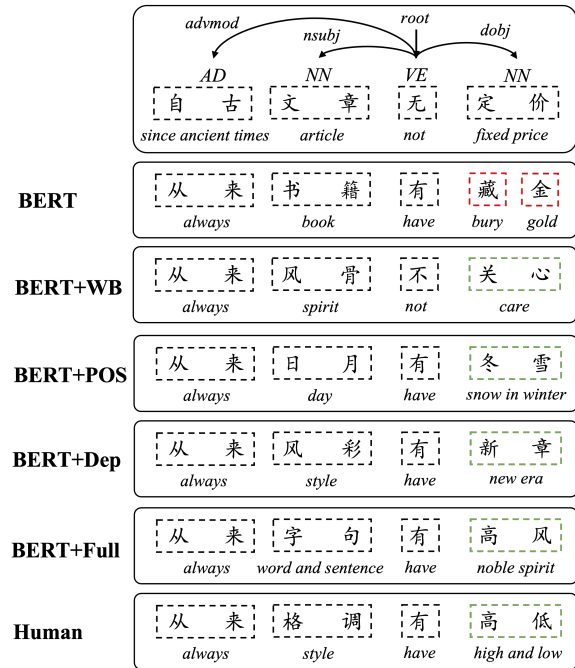 advmod nsubj root dobj
AD NN VE NN
自 古 文 章 无 定 价
since ancient times article not fixed price
BERT 从 来 书 籍 有 藏 金
always book have bury gold
BERT+WB 从 来 风 骨 不 关 心
always spirit not care
BERT+POS 从 来 日 月 有 冬 雪
always day have snow in winter
BERT+Dep 从 来 风 彩 有 新 章
always style have new era
BERT+Full 从 来 字 句 有 高 风
always word and sentence have noble spirit
Human 从 来 格 调 有 高 低
always style have high and low